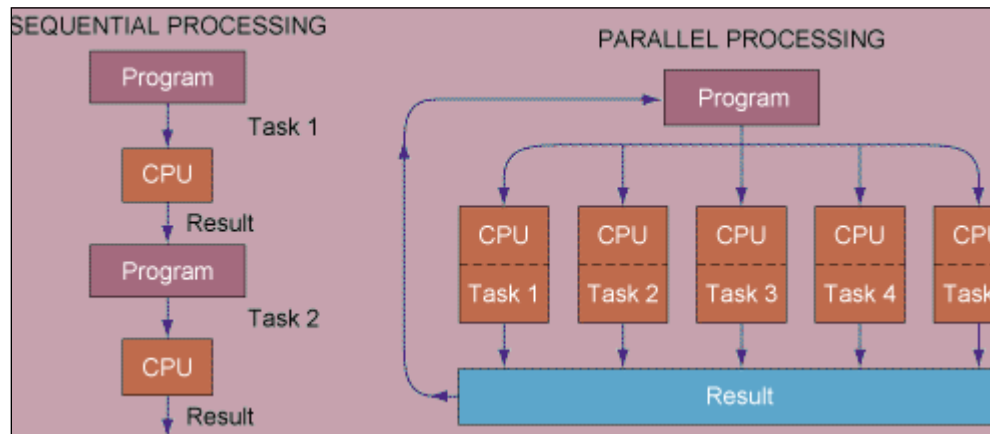 SEQUENTIAL PROCESSING
Program
Task 1
CPU
Result
Program
Task 2
CPU
Result
PARALLEL PROCESSING
Program
CPU CPU CPU CPU CPU
Task 1 Task 2 Task 3 Task 4 Task
Result